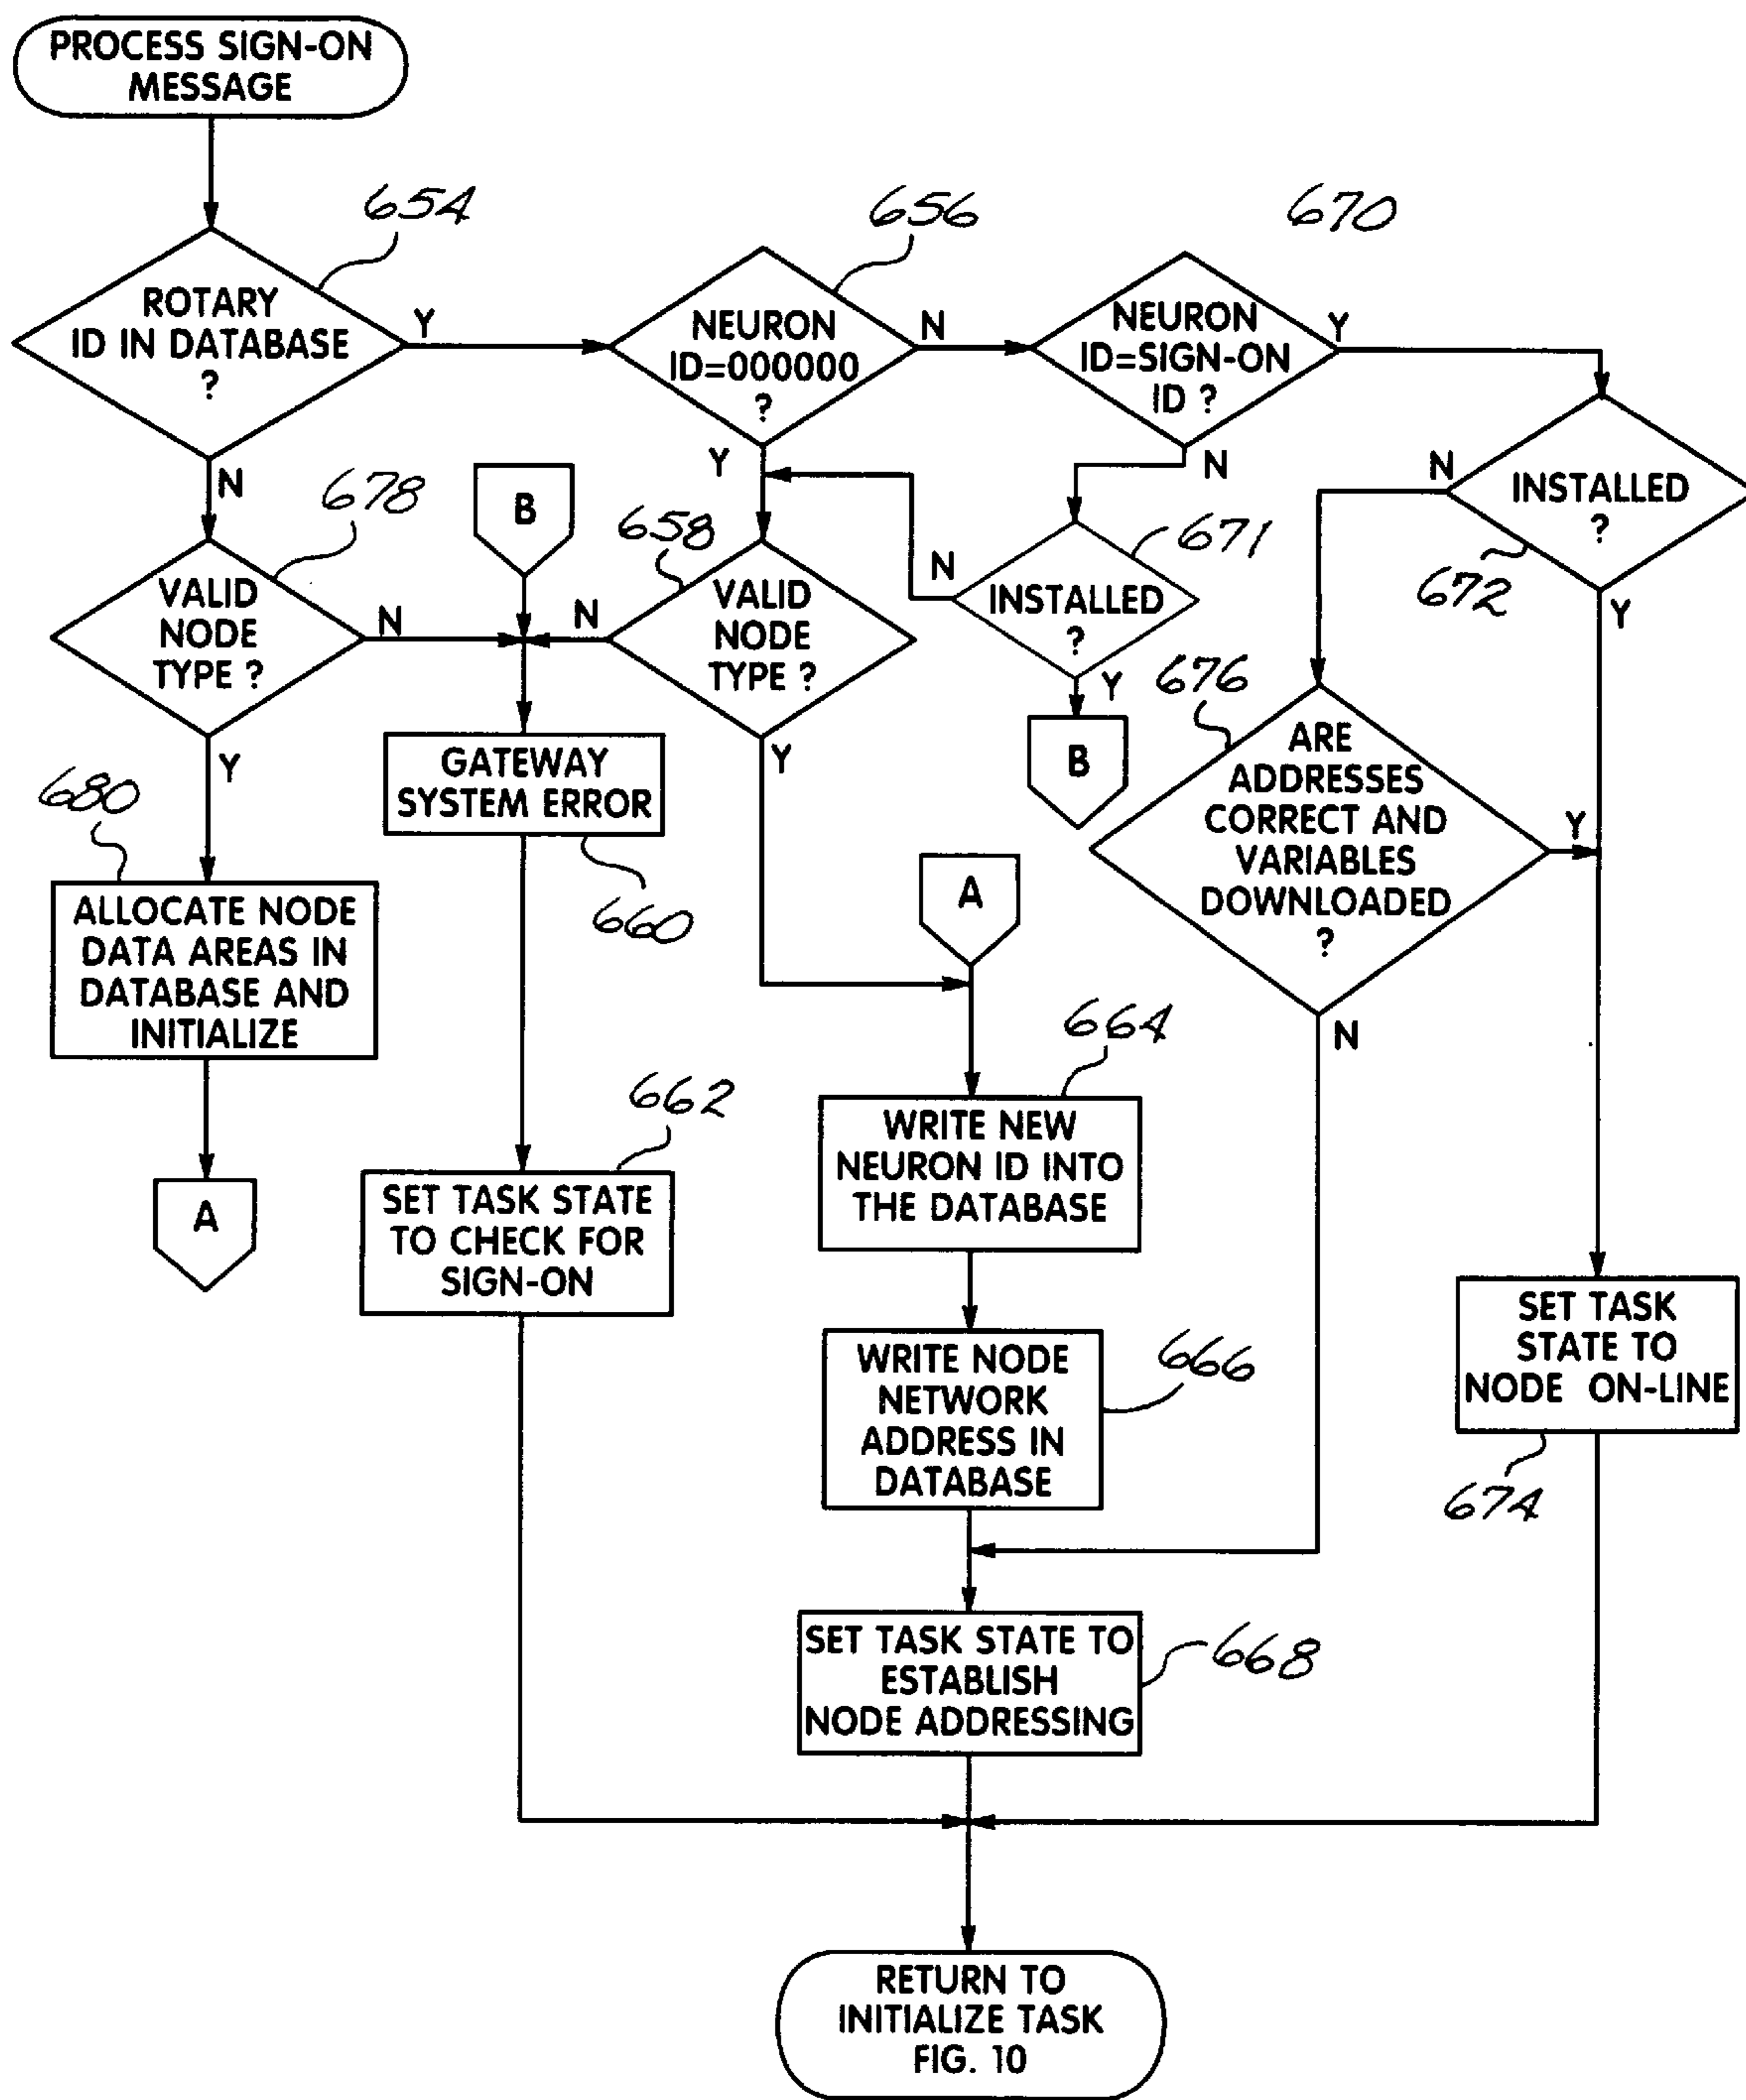 PROCESS SIGN-ON
MESSAGE
654
656
670
ROTARY
ID IN DATABASE
?
Y
NEURON
ID=000000
?
N
NEURON
ID=SIGN-ON
ID ?
Y
N
Y
N
N
INSTALLED
?
672
Y
678
B
658
671
VALID
NODE
TYPE ?
N
N
VALID
NODE
TYPE ?
N
INSTALLED
?
Y
B
Y
Y
676
ARE
ADDRESSES
CORRECT AND
VARIABLES
DOWNLOADED
?
Y
N
680
GATEWAY
SYSTEM ERROR
660
A
ALLOCATE NODE
DATA AREAS IN
DATABASE AND
INITIALIZE
A
662
SET TASK STATE
TO CHECK FOR
SIGN-ON
664
WRITE NEW
NEURON ID INTO
THE DATABASE
WRITE NODE
NETWORK
ADDRESS IN
DATABASE
666
SET TASK
STATE TO
NODE ON-LINE
674
SET TASK STATE TO
ESTABLISH
NODE ADDRESSING
668
RETURN TO
INITIALIZE TASK
FIG. 10